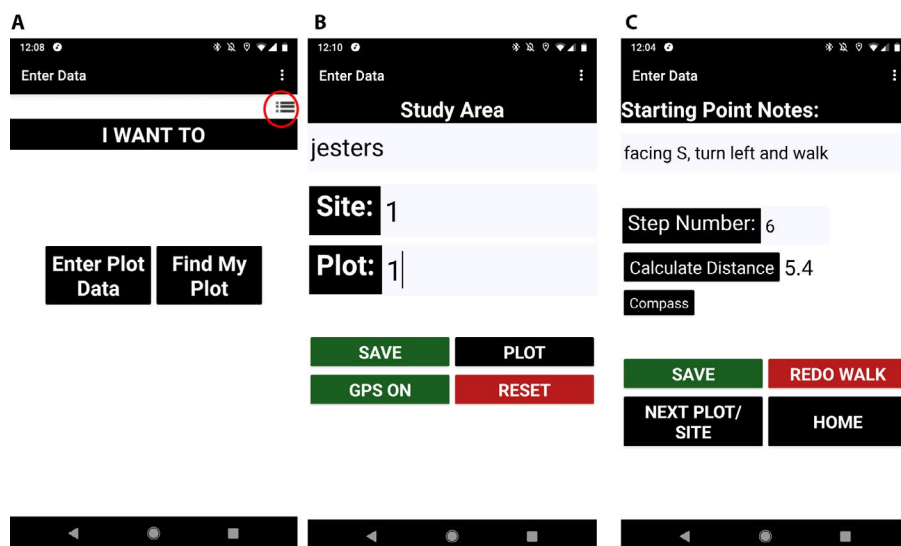 A
12:08
Enter Data
I WANT TO
Enter Plot
Data
Find My
Plot
B
12:10
Enter Data
Study Area
jesters
Site: 1
Plot: 1
SAVE
PLOT
GPS ON
RESET
C
12:04
Enter Data
Starting Point Notes:
facing S, turn left and walk
Step Number: 6
Calculate Distance 5.4
Compass
SAVE
REDO WALK
NEXT PLOT/
SITE
HOME